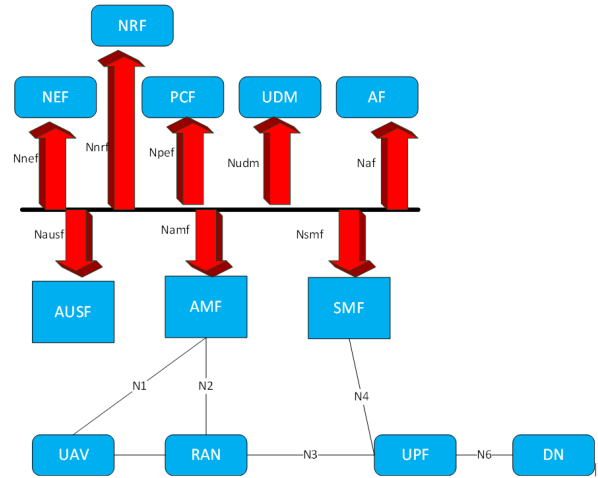 NRF
NEF
PCF
UDM
AF
Nnef
Nnrf
Npef
Nudm
Naf
Nausf
Namf
Nsmf
AUSF
AMF
SMF
N1
N2
N4
UAV
RAN
N3
UPF
N6
DN